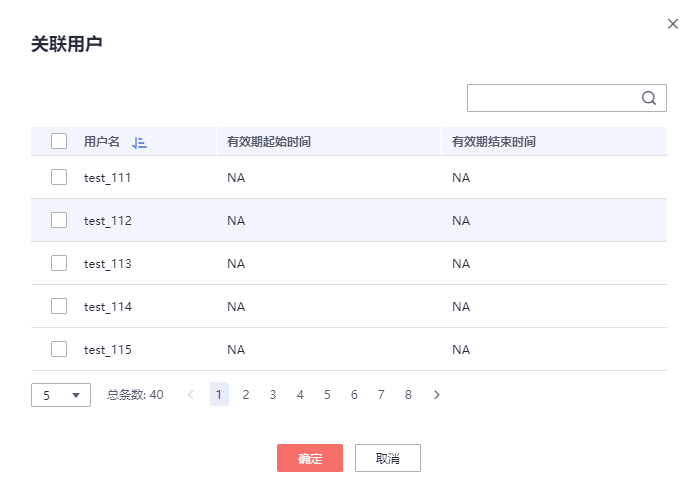 关联用户
用户名 有效期起始时间 有效期结束时间
test_111 NA NA
test_112 NA NA
test_113 NA NA
test_114 NA NA
test_115 NA NA
5 总条数: 40 1 2 3 4 5 6 7 8
确定 取消